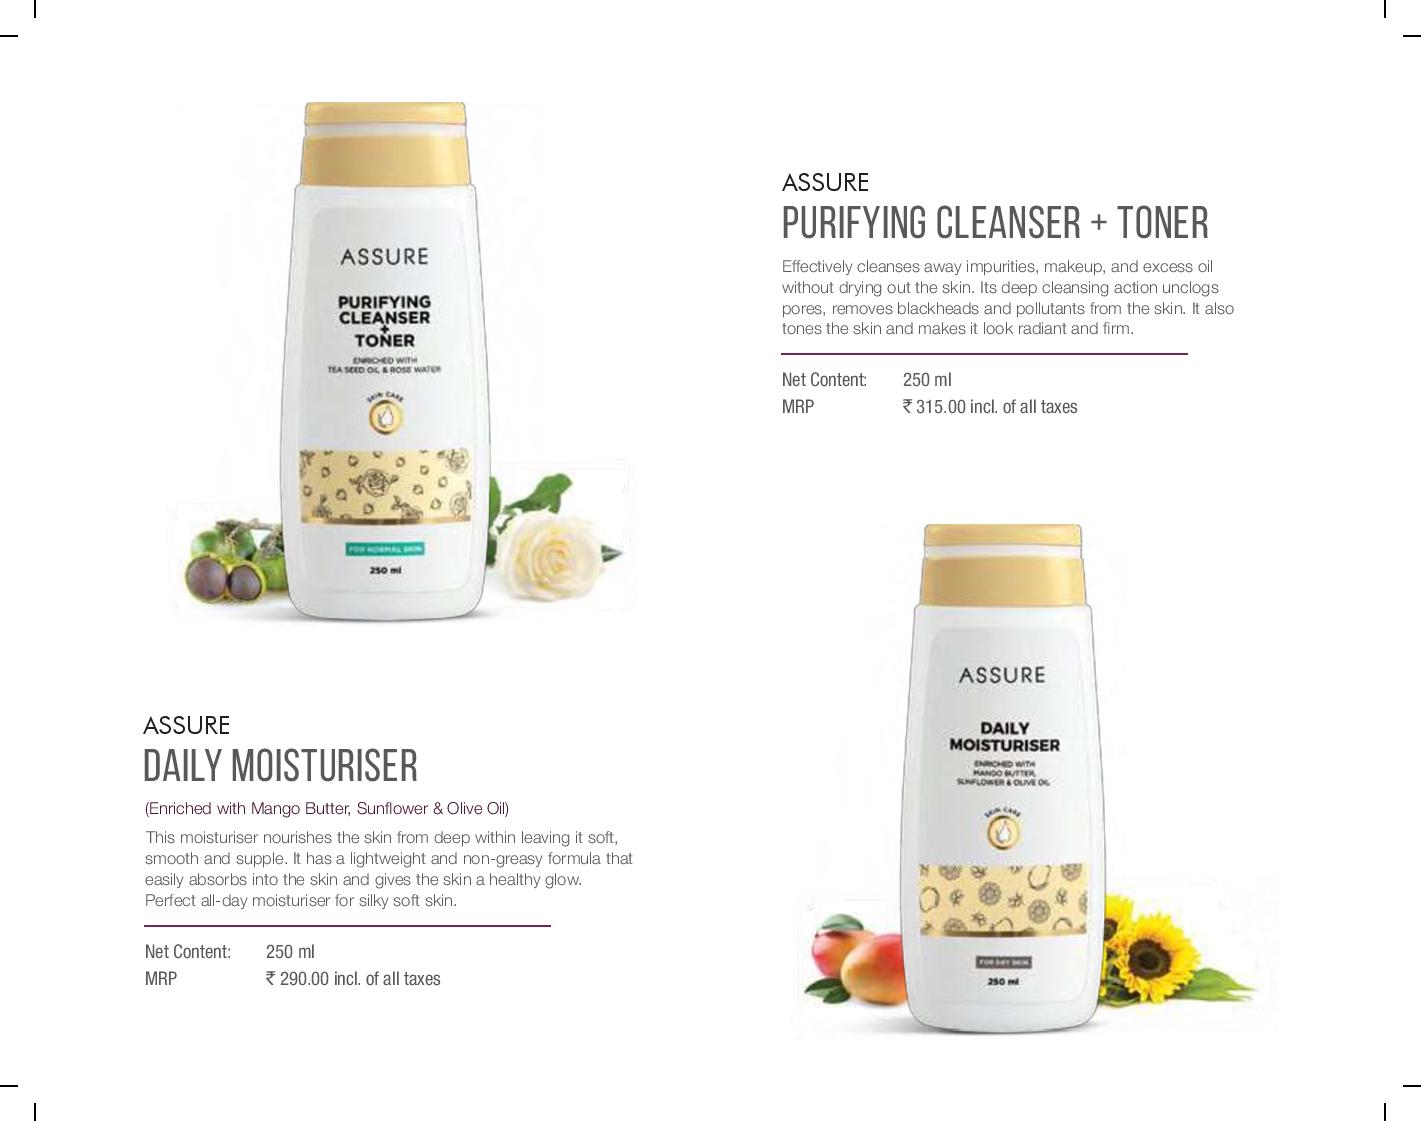 ASSURE
PURIFYING
CLEANSER
+
TONER
ENRICHED WITH
TEA SEED OIL & ROSE WATER
SKIN CARE
FOR NORMAL SKIN
250 ml
ASSURE
PURIFYING CLEANSER + TONER
Effectively cleanses away impurities, makeup, and excess oil
without drying out the skin. Its deep cleansing action unclogs
pores, removes blackheads and pollutants from the skin. It also
tones the skin and makes it look radiant and firm.
Net Content: 250 ml
MRP ₹ 315.00 incl. of all taxes
ASSURE
DAILY MOISTURISER
(Enriched with Mango Butter, Sunflower & Olive Oil)
This moisturiser nourishes the skin from deep within leaving it soft,
smooth and supple. It has a lightweight and non-greasy formula that
easily absorbs into the skin and gives the skin a healthy glow.
Perfect all-day moisturiser for silky soft skin.
Net Content: 250 ml
MRP ₹ 290.00 incl. of all taxes
ASSURE
DAILY
MOISTURISER
ENRICHED WITH
MANGO BUTTER,
SUNFLOWER & OLIVE OIL
SKIN CARE
FOR DRY SKIN
250 ml